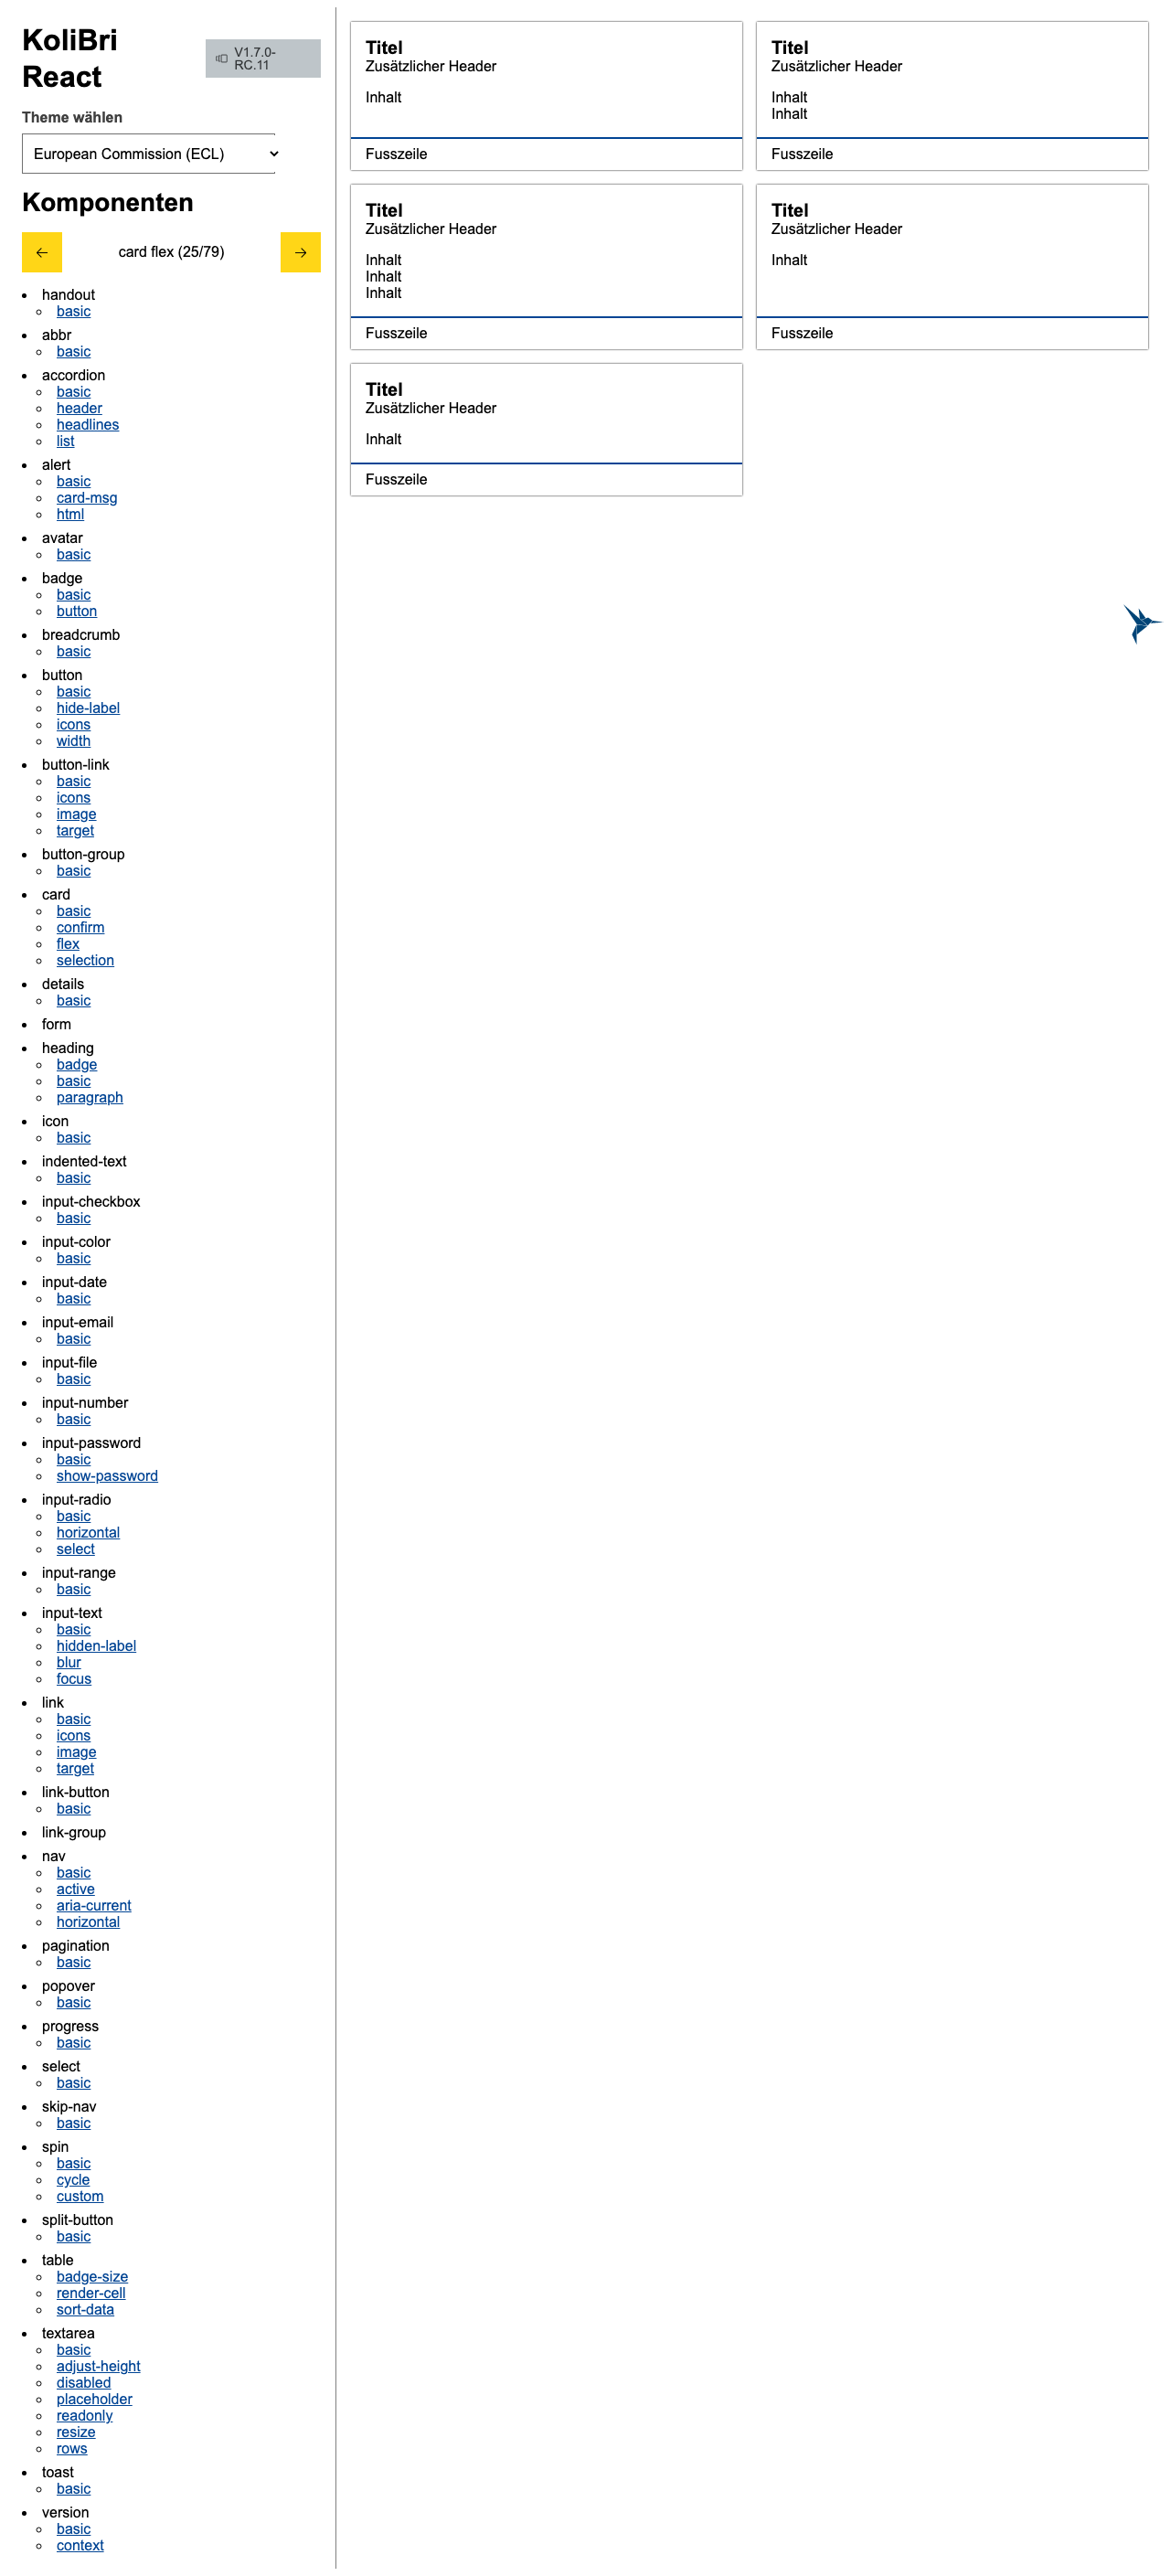 KoliBri
React
V1.7.0-
RC.11
Theme wählen
European Commission (ECL)
Komponenten
card flex (25/79)
handout
basic
abbr
basic
accordion
basic
header
headlines
list
alert
basic
card-msg
html
avatar
basic
badge
basic
button
breadcrumb
basic
button
basic
hide-label
icons
width
button-link
basic
icons
image
target
button-group
basic
card
basic
confirm
flex
selection
details
basic
form
heading
badge
basic
paragraph
icon
basic
indented-text
basic
input-checkbox
basic
input-color
basic
input-date
basic
input-email
basic
input-file
basic
input-number
basic
input-password
basic
show-password
input-radio
basic
horizontal
select
input-range
basic
input-text
basic
hidden-label
blur
focus
link
basic
icons
image
target
link-button
basic
link-group
nav
basic
active
aria-current
horizontal
pagination
basic
popover
basic
progress
basic
select
basic
skip-nav
basic
spin
basic
cycle
custom
split-button
basic
table
badge-size
render-cell
sort-data
textarea
basic
adjust-height
disabled
placeholder
readonly
resize
rows
toast
basic
version
basic
context
Titel
Zusätzlicher Header
Inhalt
Fusszeile
Titel
Zusätzlicher Header
Inhalt
Inhalt
Fusszeile
Titel
Zusätzlicher Header
Inhalt
Inhalt
Inhalt
Fusszeile
Titel
Zusätzlicher Header
Inhalt
Fusszeile
Titel
Zusätzlicher Header
Inhalt
Fusszeile